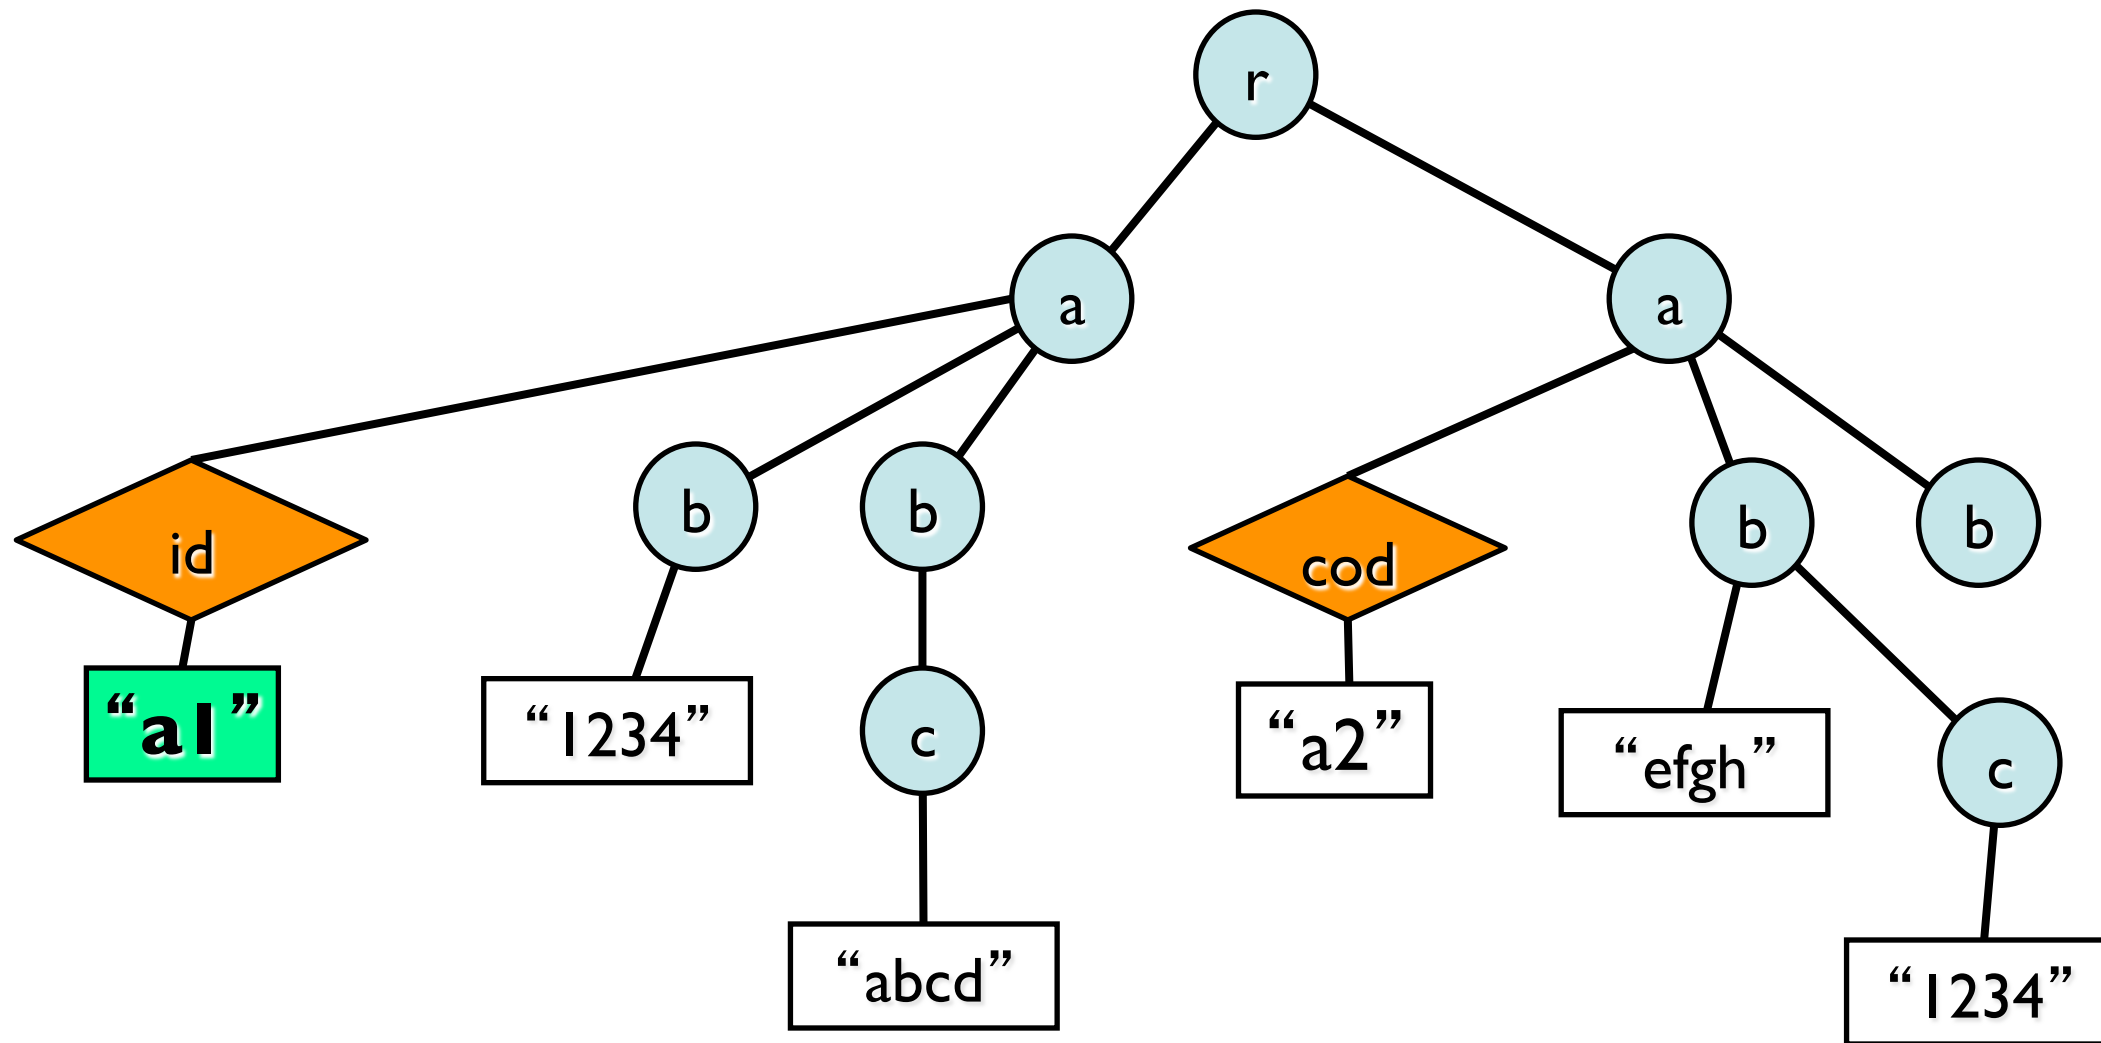 r
a
a
id
b
b
cod
b
b
“a1”
“1234”
c
“a2”
“efgh”
c
“abcd”
“1234”